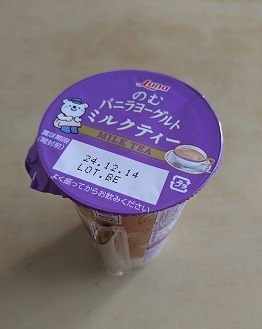 Luna
のむ
バニラヨーグルト
ミルクティー
MILK TEA
賞味期限
(開封前)
24.12.14
LOT.BE
よく振ってからお飲みください
プラ